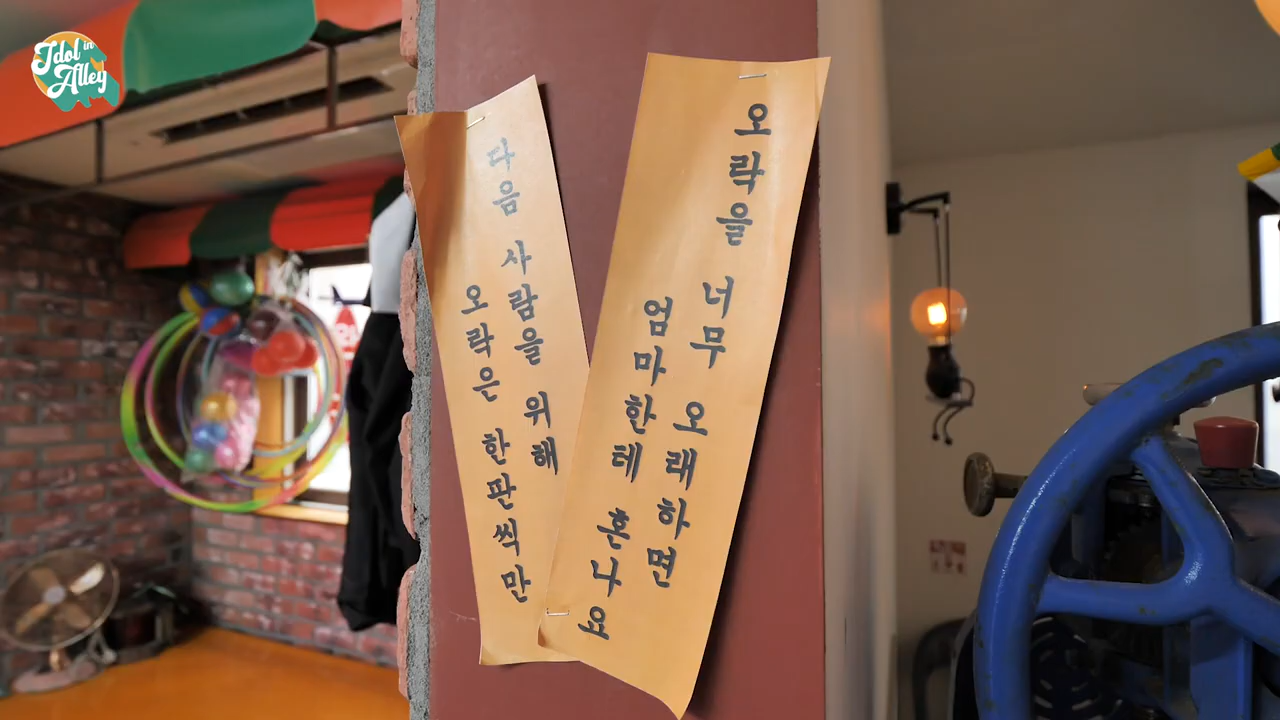 Idol in
Alley
다음 사람을 위해
오락은 한판씩만
오락을 너무 오래하면
엄마한테 혼나요